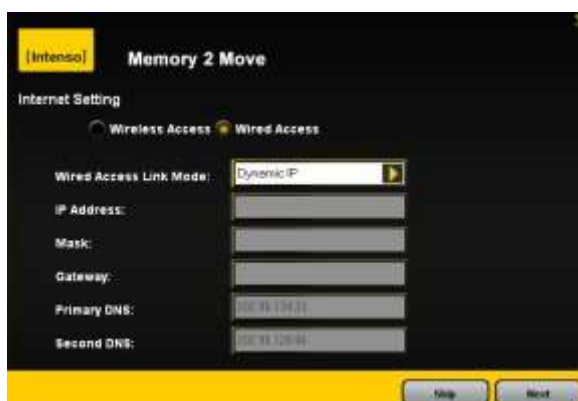 [Intenso]
Memory 2 Move
Internet Setting
Wireless Access Wired Access
Wired Access Link Mode: Dynamic IP
IP Address:
Mask:
Gateway:
Primary DNS:
Second DNS:
Skip Next